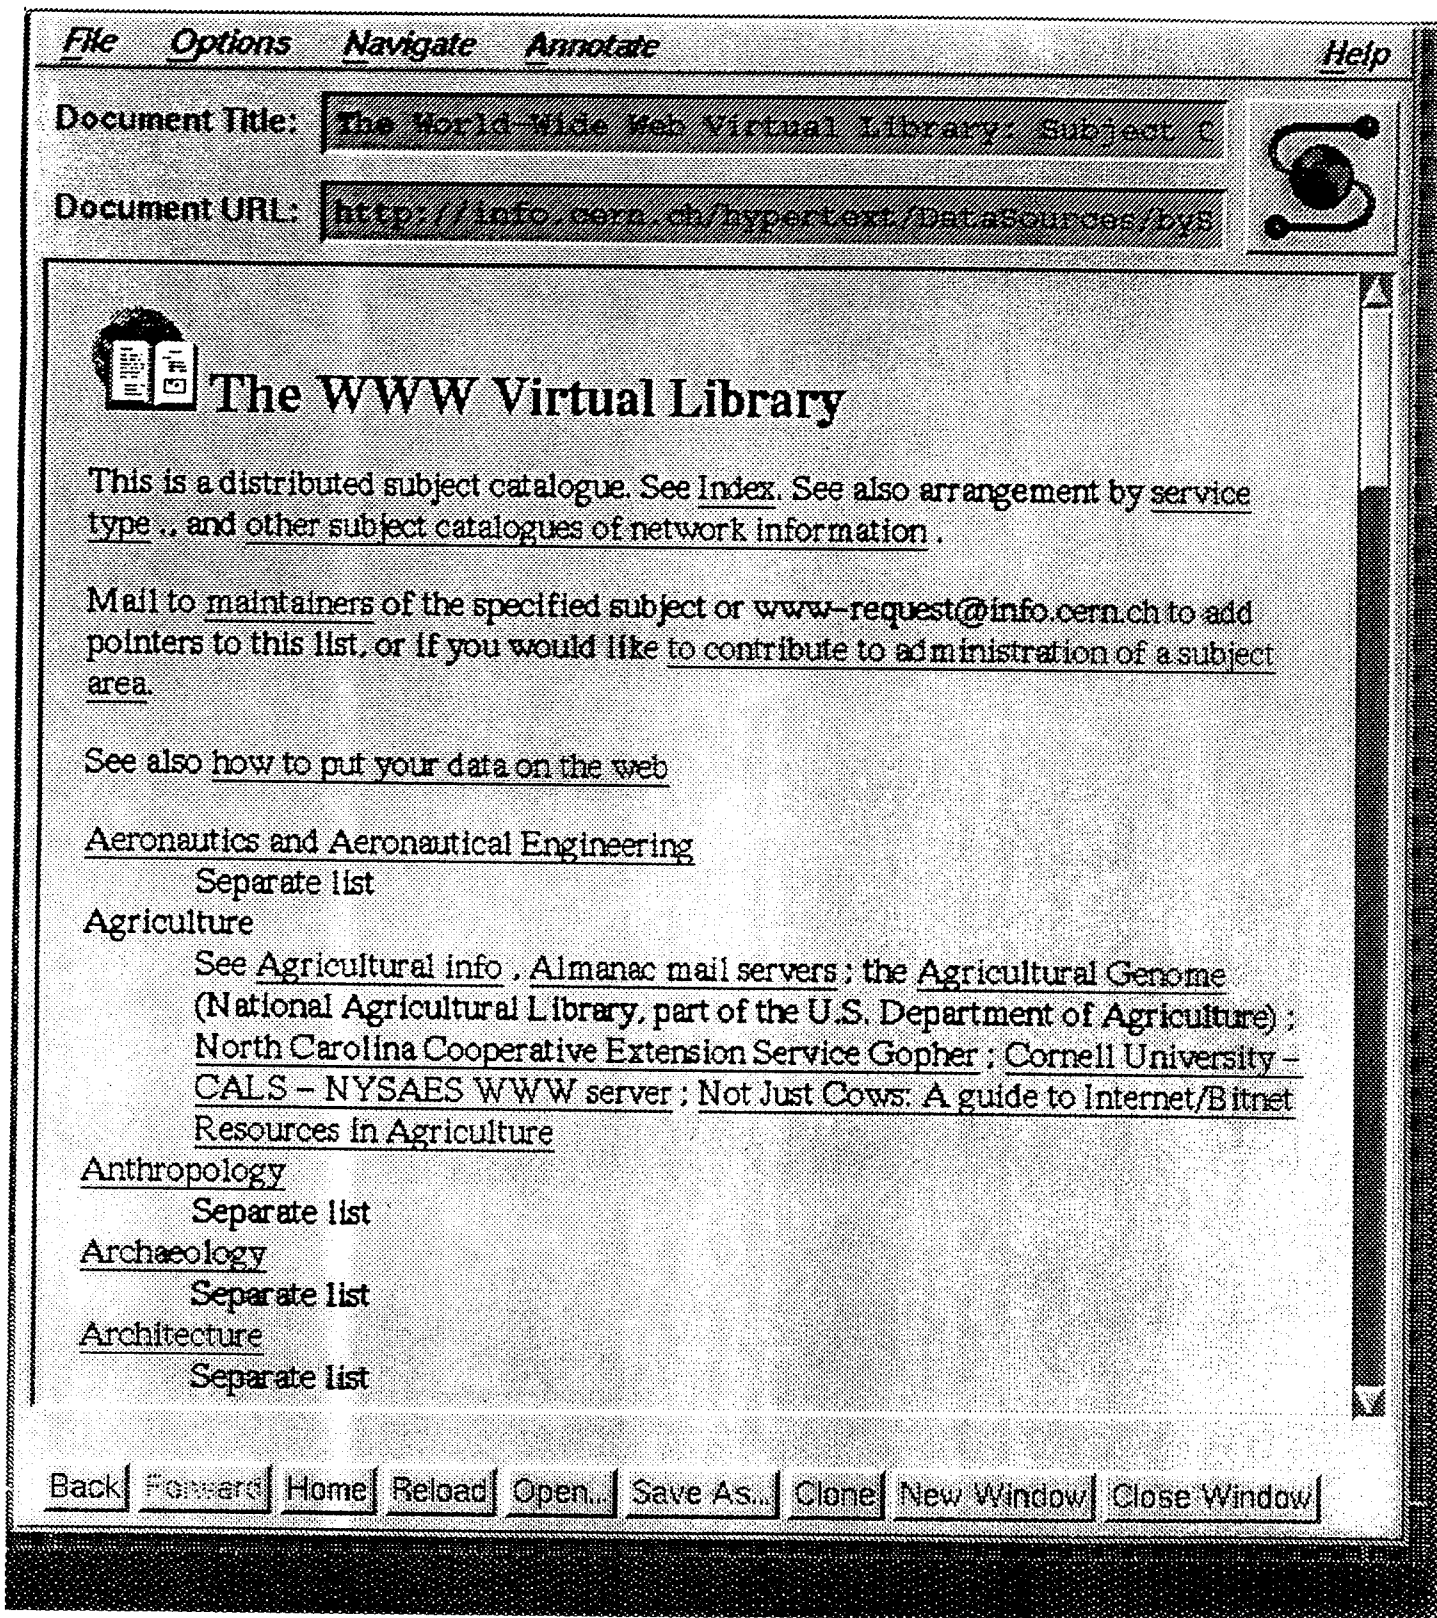 File Options Navigate Annotate Help
Document Title: The World-Wide Web Virtual Library: Subject C
Document URL: http://info.cern.ch/hypertext/DataSources/byS
The WWW Virtual Library
This is a distributed subject catalogue. See Index. See also arrangement by service
type ., and other subject catalogues of network information .
Mail to maintainers of the specified subject or www-request@info.cern.ch to add
pointers to this list, or if you would like to contribute to administration of a subject
area.
See also how to put your data on the web
Aeronautics and Aeronautical Engineering
Separate list
Agriculture
See Agricultural info , Almanac mail servers ; the Agricultural Genome
(National Agricultural Library, part of the U.S. Department of Agriculture) ;
North Carolina Cooperative Extension Service Gopher ; Cornell University –
CALS – NYSAES WWW server ; Not Just Cows: A guide to Internet/Bitnet
Resources in Agriculture
Anthropology
Separate list
Archaeology
Separate list
Architecture
Separate list
Back Forward Home Reload Open... Save As... Clone New Window Close Window